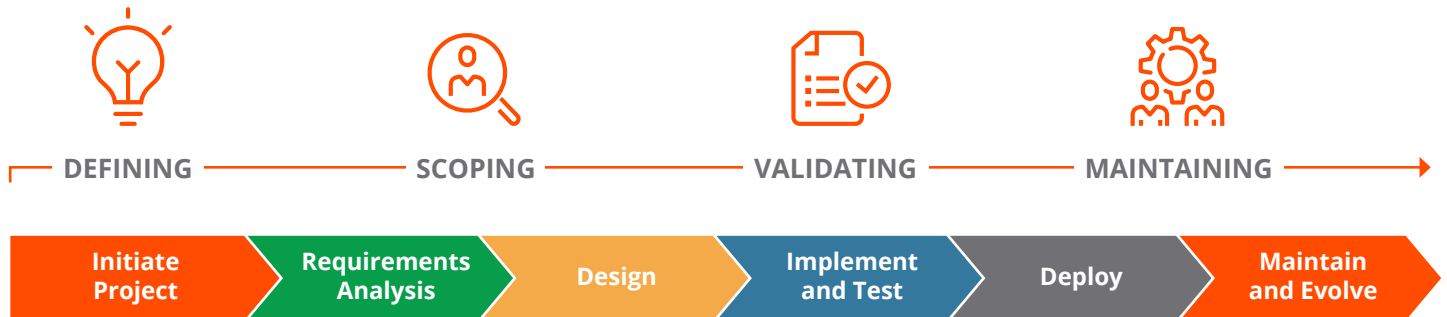 DEFINING SCOPING VALIDATING MAINTAINING
Initiate
Project
Requirements
Analysis
Design
Implement
and Test
Deploy
Maintain
and Evolve